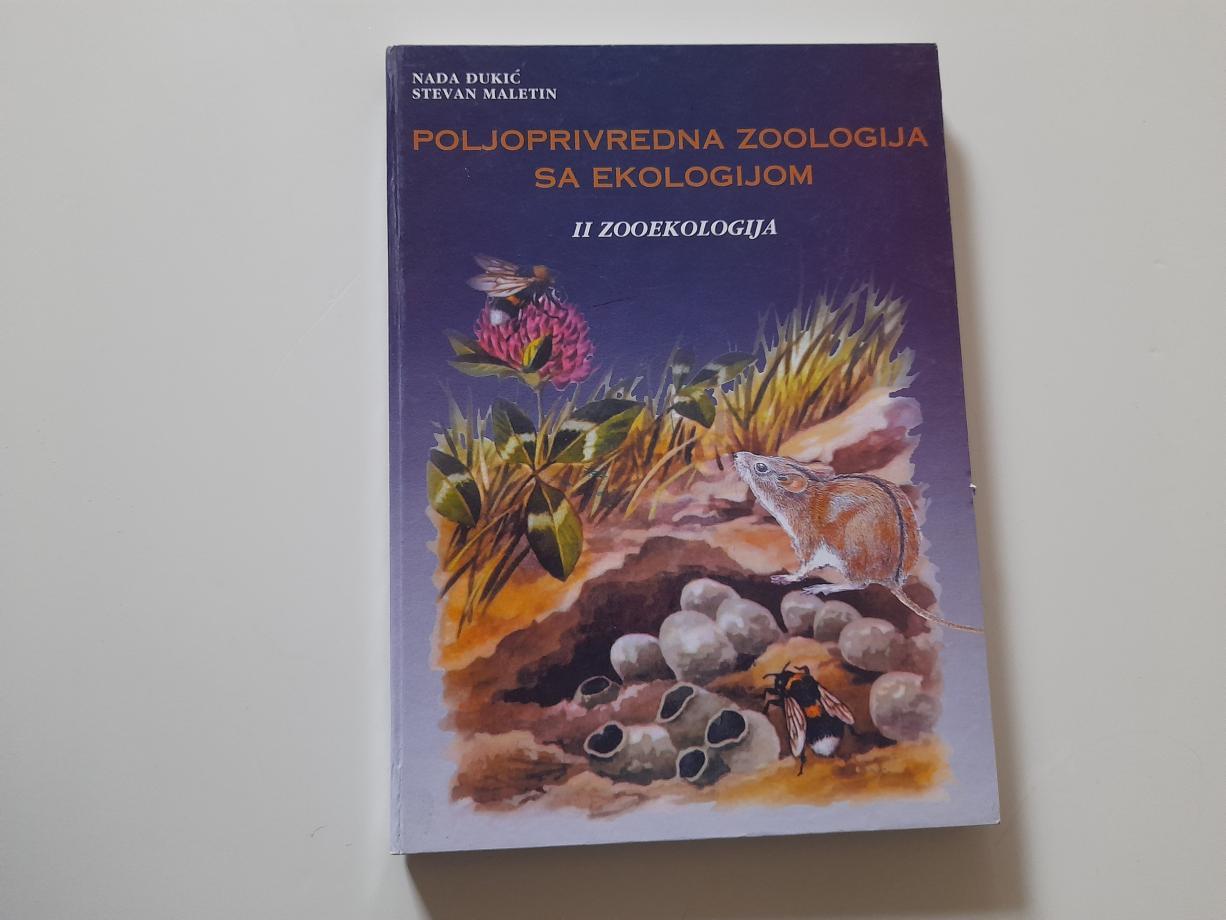 NADA ĐUKIĆ
STEVAN MALETIN
POLJOPRIVREDNA ZOOLOGIJA
SA EKOLOGIJOM
II ZOOEKOLOGIJA